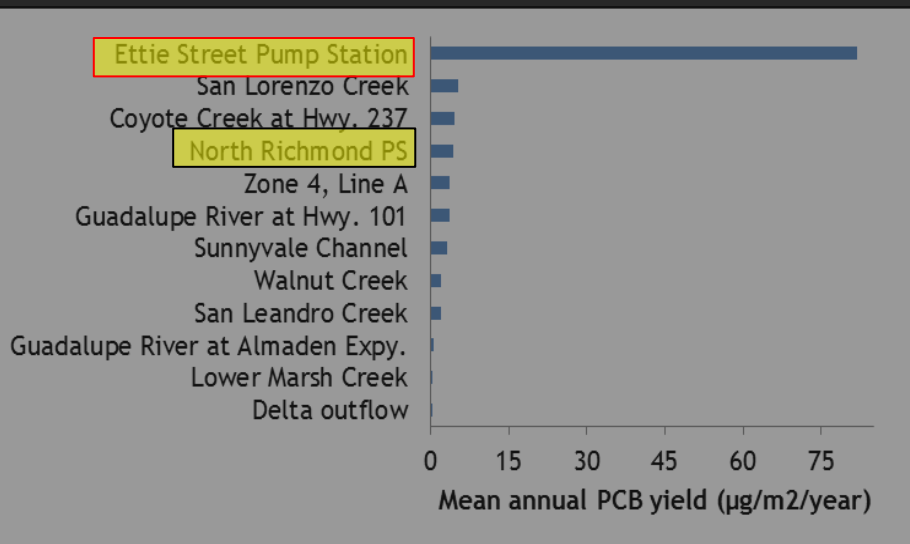 Ettie Street Pump Station
San Lorenzo Creek
Coyote Creek at Hwy. 237
North Richmond PS
Zone 4, Line A
Guadalupe River at Hwy. 101
Sunnyvale Channel
Walnut Creek
San Leandro Creek
Guadalupe River at Almaden Expy.
Lower Marsh Creek
Delta outflow
0 15 30 45 60 75
Mean annual PCB yield (µg/m2/year)